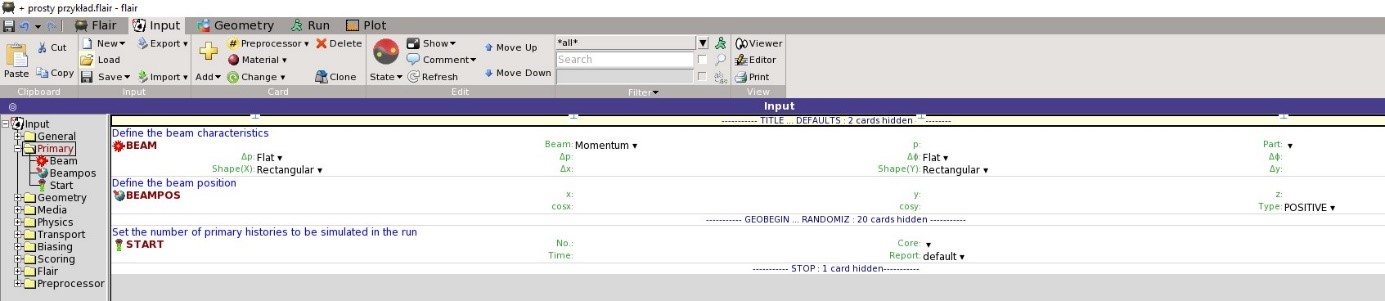 + prosty przykład.flair - flair
Flair Input Geometry Run Plot
Cut New Export Preprocessor Delete Show Move Up *all* Viewer
Load Material Comment Search Editor
Paste Copy Save Import Add Change Clone State Refresh Move Down Print
Clipboard Input Card Edit Filter View
Input
Input
General
Primary
Beam
Beampos
Start
Geometry
Media
Physics
Transport
Biasing
Scoring
Flair
Preprocessor
----------- TITLE ... DEFAULTS : 2 cards hidden --------
Define the beam characteristics
BEAM Beam: Momentum p: Part:
Δp: Flat Δp: Δϕ: Flat Δϕ:
Shape(X): Rectangular Δx: Shape(Y): Rectangular Δy:
Define the beam position
BEAMPOS x: y: z:
cosx: cosy: Type: POSITIVE
----------- GEOBEGIN ... RANDOMIZ : 20 cards hidden -----------
Set the number of primary histories to be simulated in the run
START No.: Core:
Time: Report: default
----------- STOP : 1 card hidden-----------